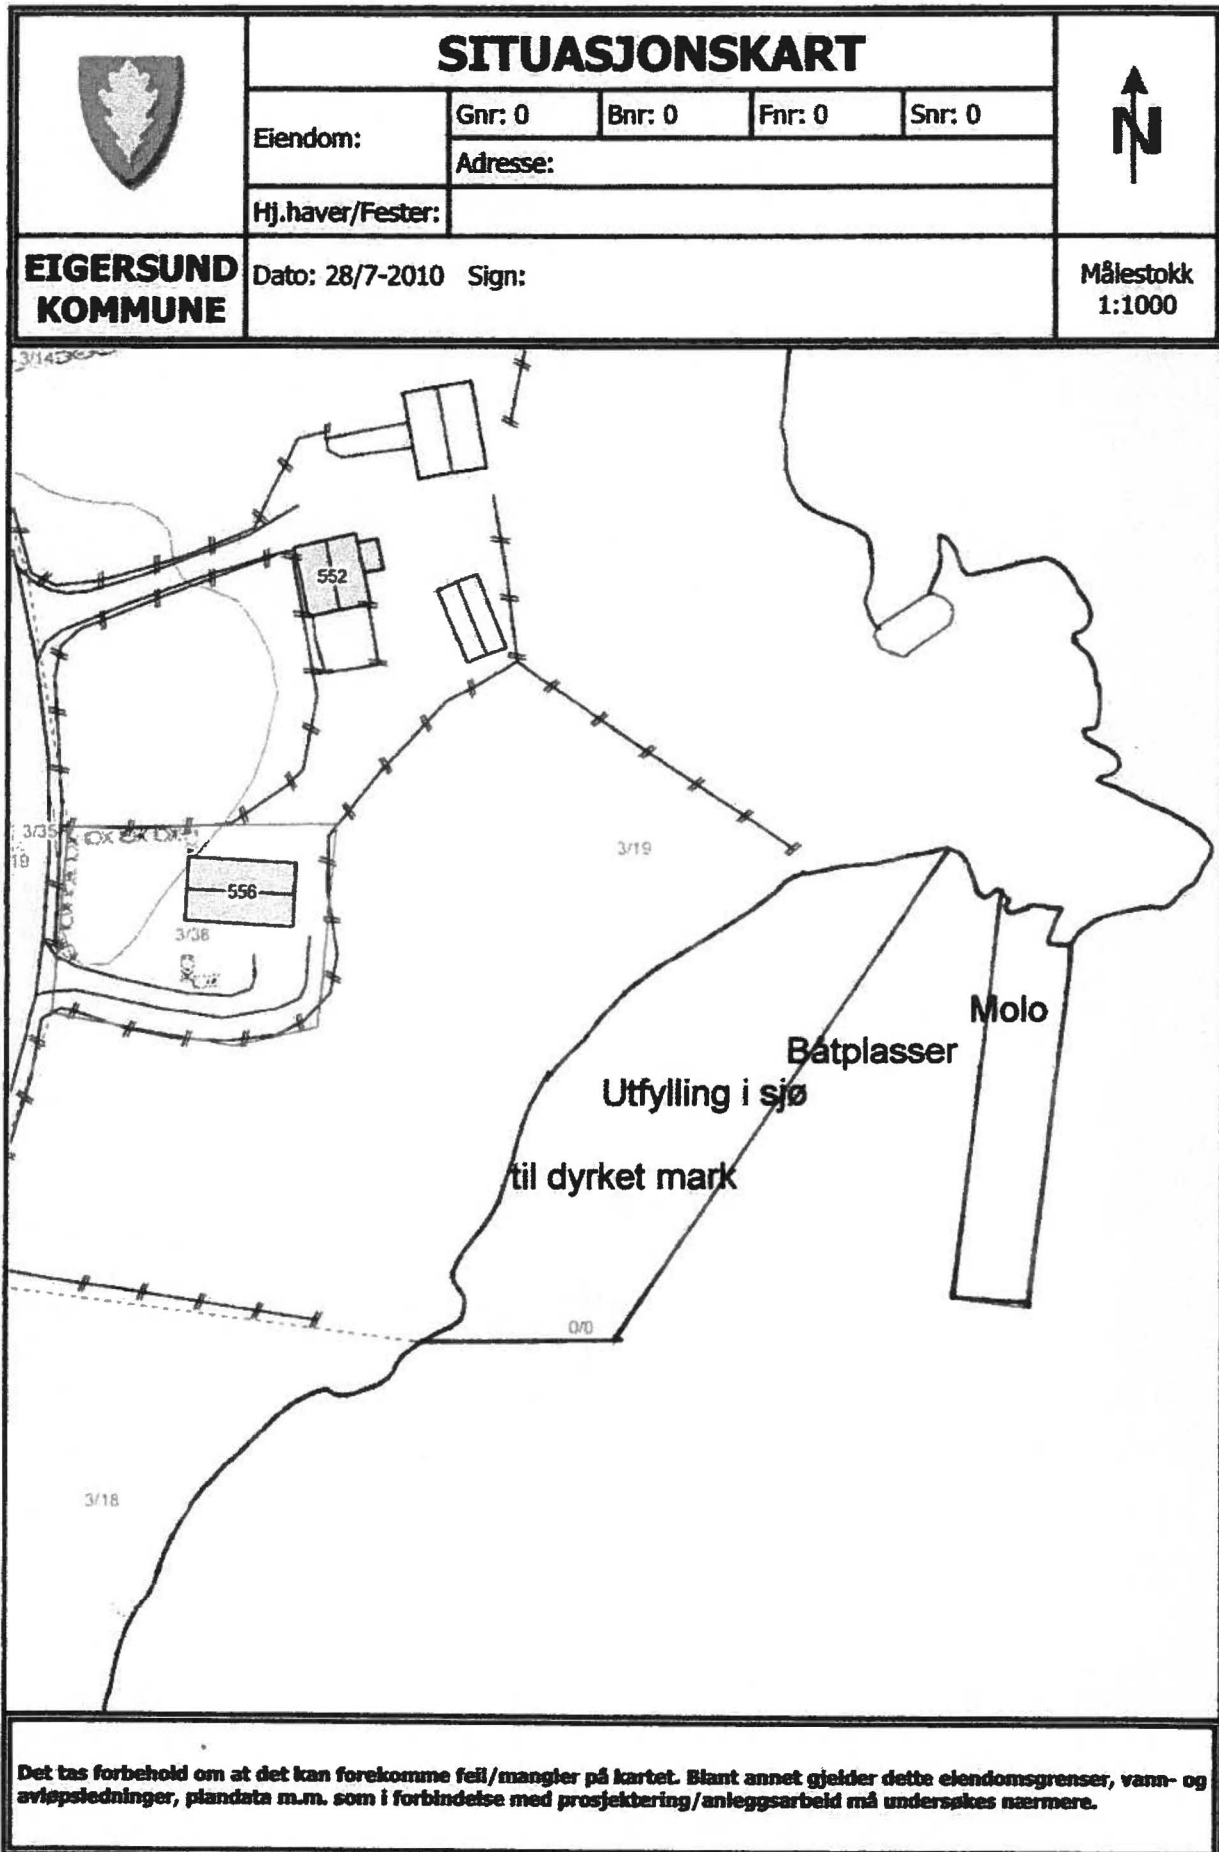 SITUASJONSKART
Eiendom:
Gnr: 0
Bnr: 0
Fnr: 0
Snr: 0
Adresse:
Hj.haver/Fester:
N
EIGERSUND
KOMMUNE
Dato: 28/7-2010 Sign:
Målestokk
1:1000
3/14
552
3/35
19
3/19
556
3/38
Molo
Båtplasser
Utfylling i sjø
til dyrket mark
0/0
3/18
Det tas forbehold om at det kan forekomme feil/mangler på kartet. Blant annet gjelder dette eiendomsgrenser, vann- og
avløpsledninger, plandata m.m. som i forbindelse med prosjektering/anleggsarbeid må undersøkes nærmere.